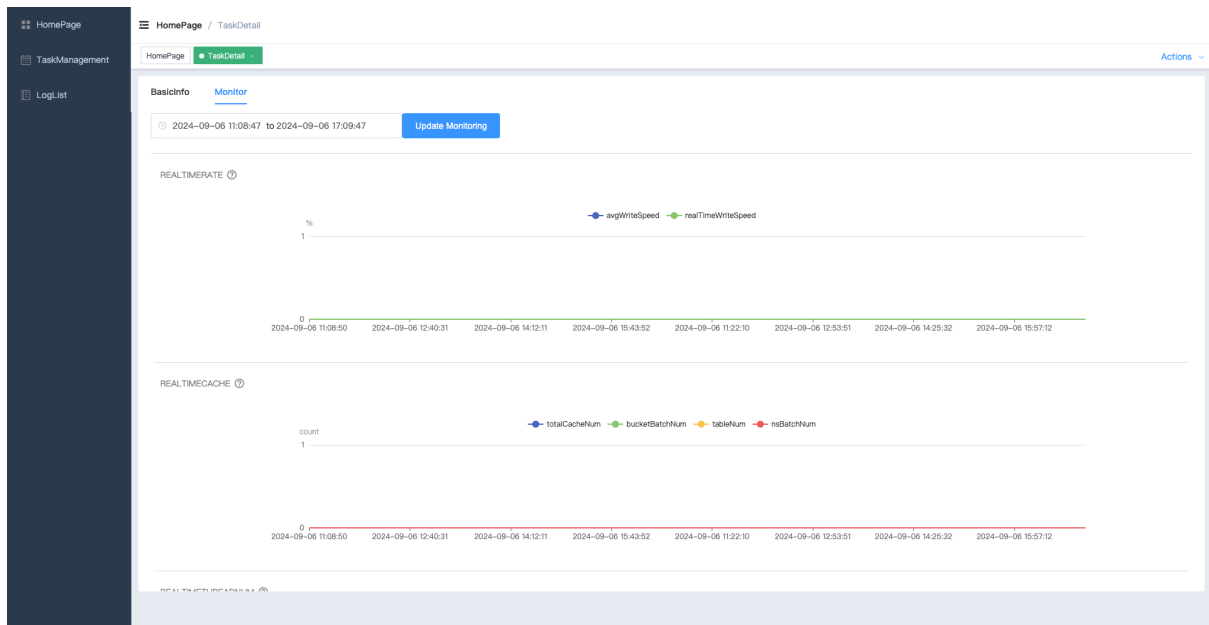 HomePage
TaskManagement
LogList
HomePage / TaskDetail
HomePage TaskDetail ×
Actions
BasicInfo Monitor
2024-09-06 11:08:47 to 2024-09-06 17:09:47 Update Monitoring
REALTIMERATE ?
avgWriteSpeed realTimeWriteSpeed
%
1
0
2024-09-06 11:08:50 2024-09-06 12:40:31 2024-09-06 14:12:11 2024-09-06 15:43:52 2024-09-06 11:22:10 2024-09-06 12:53:51 2024-09-06 14:25:32 2024-09-06 15:57:12
REALTIMECACHE ?
totalCacheNum bucketBatchNum tableNum nsBatchNum
count
1
0
2024-09-06 11:08:50 2024-09-06 12:40:31 2024-09-06 14:12:11 2024-09-06 15:43:52 2024-09-06 11:22:10 2024-09-06 12:53:51 2024-09-06 14:25:32 2024-09-06 15:57:12